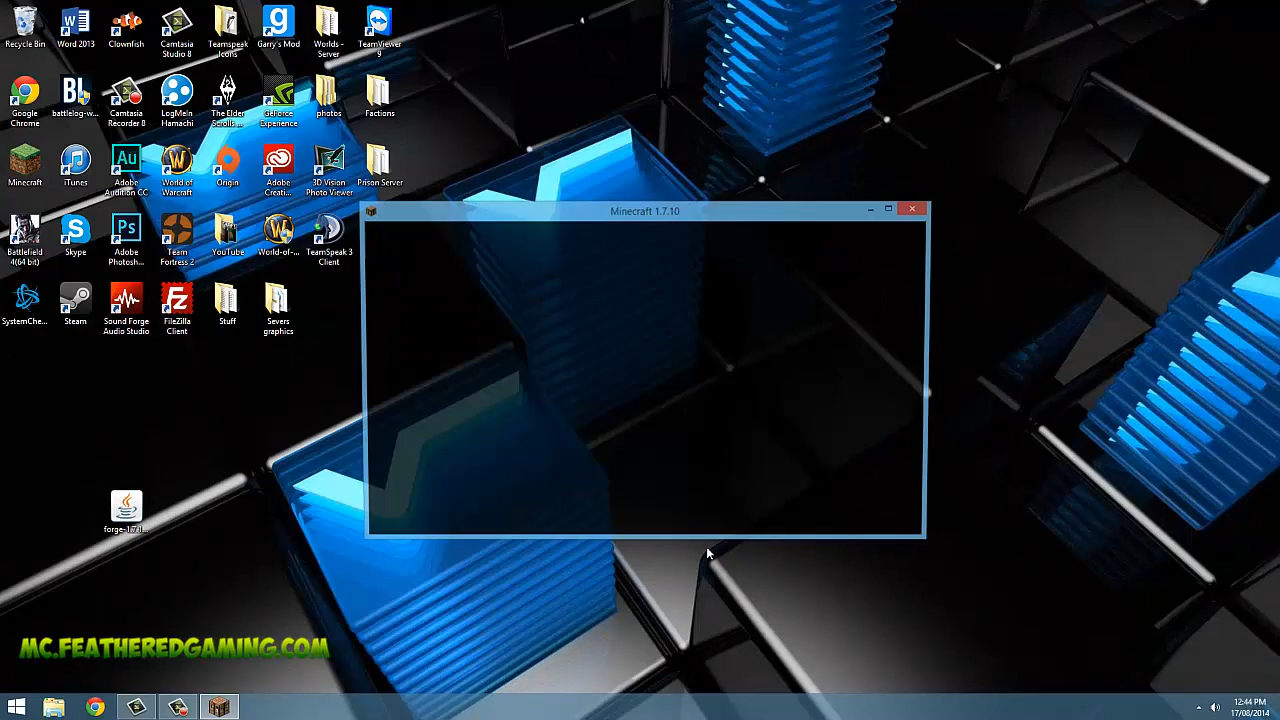 Recycle Bin
Word 2013
Clownfish
Camtasia Studio 8
Teamspeak Icons
Garry's Mod
Worlds - Server
TeamViewer 9
Google Chrome
battlelog-w...
Camtasia Recorder 8
LogMeIn Hamachi
The Elder Scrolls ...
GeForce Experience
photos
Factions
Minecraft
iTunes
Adobe Audition CC
World of Warcraft
Origin
Adobe Creati...
3D Vision Photo Viewer
Prison Server
Minecraft 1.7.10
Battlefield 4(64 bit)
Skype
Adobe Photosh...
Team Fortress 2
YouTube
World-of-...
TeamSpeak 3 Client
SystemChe...
Steam
Sound Forge Audio Studio
FileZilla Client
Stuff
Severs graphics
forge-1.7.1...
MC.FEATHEREDGAMING.COM
12:44 PM
17/08/2014